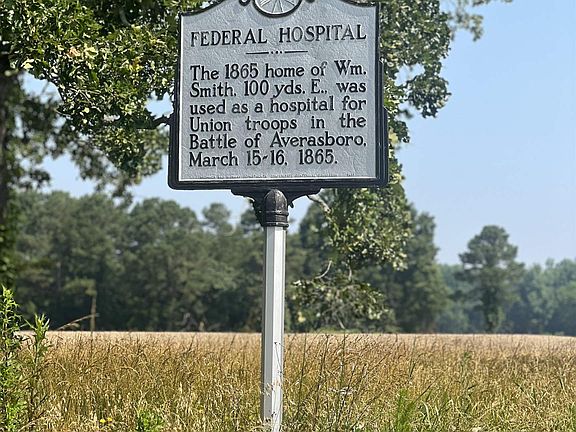 FEDERAL HOSPITAL
The 1865 home of Wm.
Smith, 100 yds. E., was
used as a hospital for
Union troops in the
Battle of Averasboro,
March 15-16, 1865.